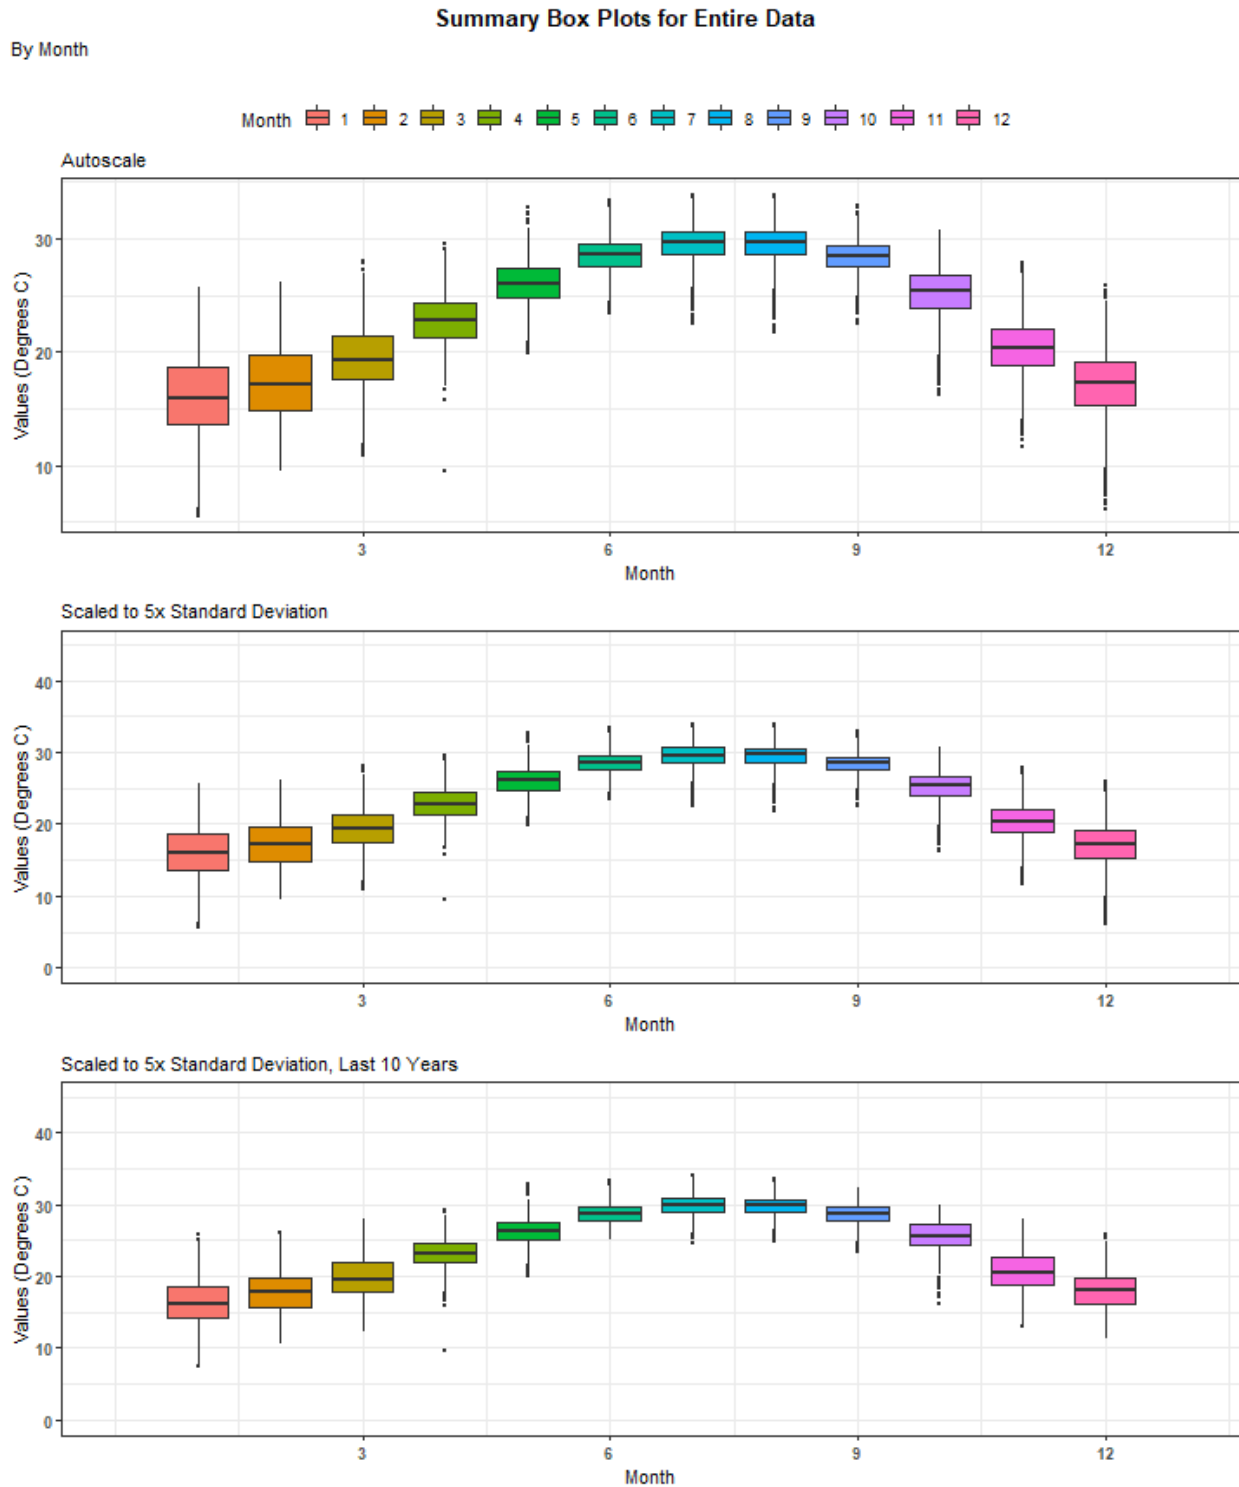 Summary Box Plots for Entire Data
By Month
Month 1 2 3 4 5 6 7 8 9 10 11 12
Autoscale
Values (Degrees C)
30
20
10
3 6 9 12
Month
Scaled to 5x Standard Deviation
Values (Degrees C)
40
30
20
10
0
3 6 9 12
Month
Scaled to 5x Standard Deviation, Last 10 Years
Values (Degrees C)
40
30
20
10
0
3 6 9 12
Month